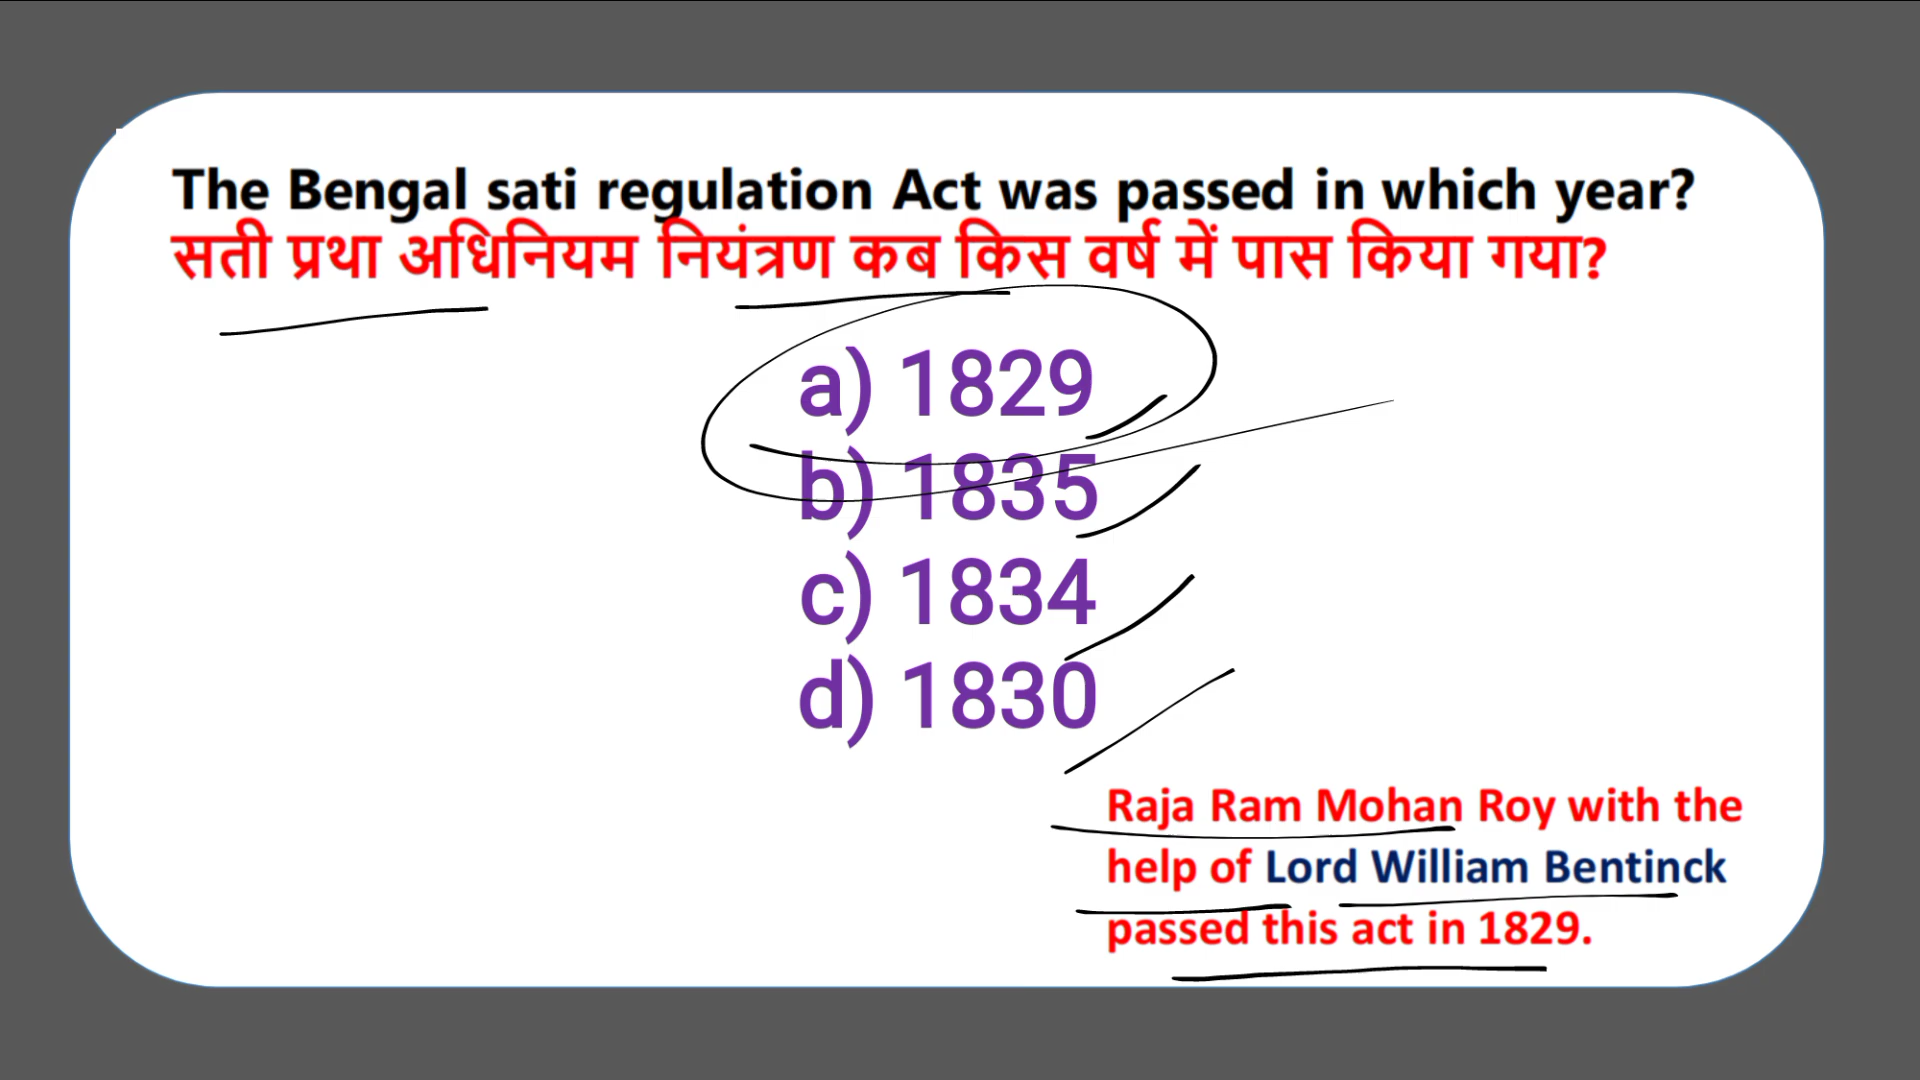 The Bengal sati regulation Act was passed in which year?
सती प्रथा अधिनियम नियंत्रण कब किस वर्ष में पास किया गया?
a) 1829
b) 1835
c) 1834
d) 1830
Raja Ram Mohan Roy with the
help of Lord William Bentinck
passed this act in 1829.